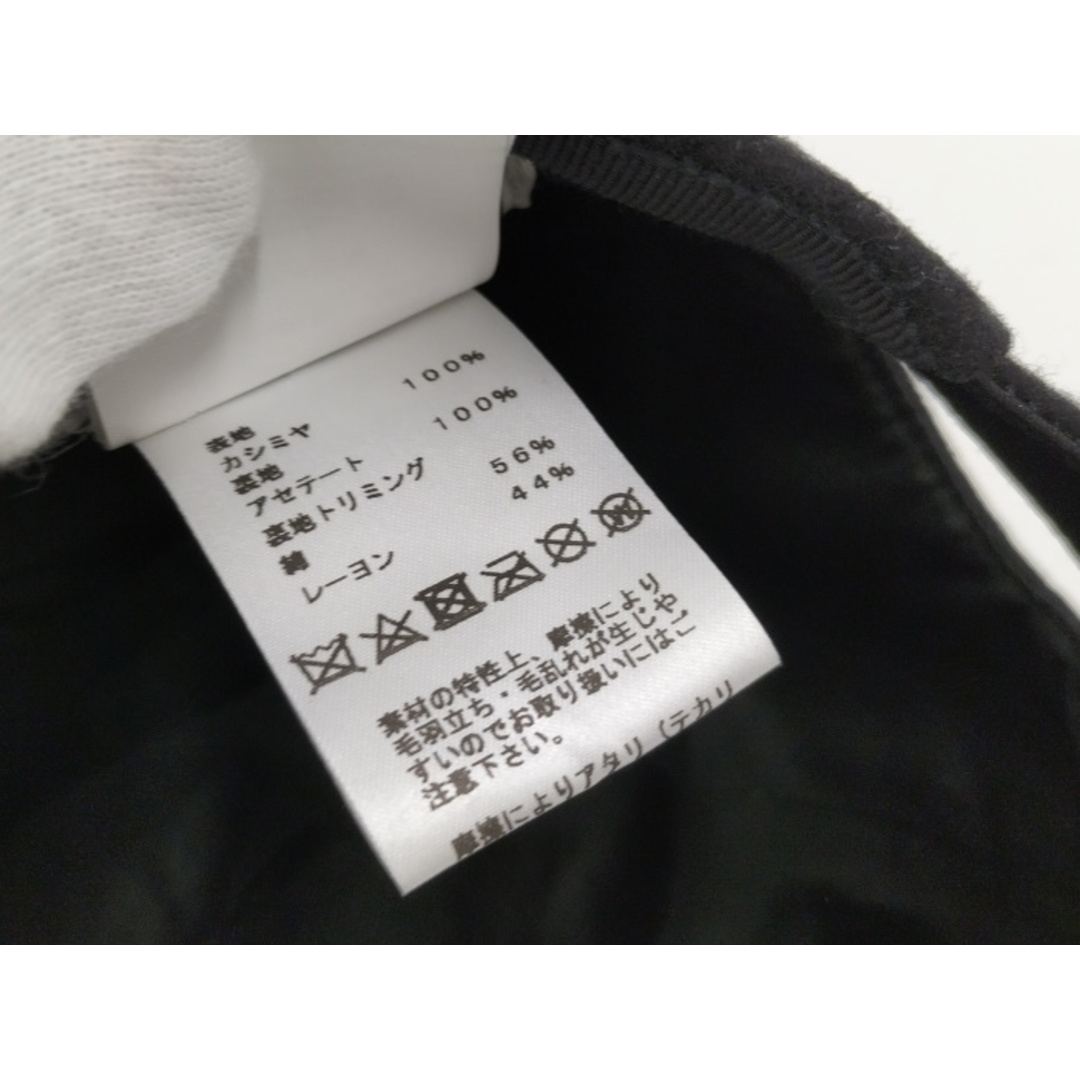 表地
カシミヤ 100%
裏地
アセテート 100%
裏地トリミング
綿 56%
レーヨン 44%
素材の特性上、摩擦により
毛羽立ち・毛乱れが生じや
すいのでお取り扱いにはご
注意下さい。
摩擦によりアタリ（テカリ